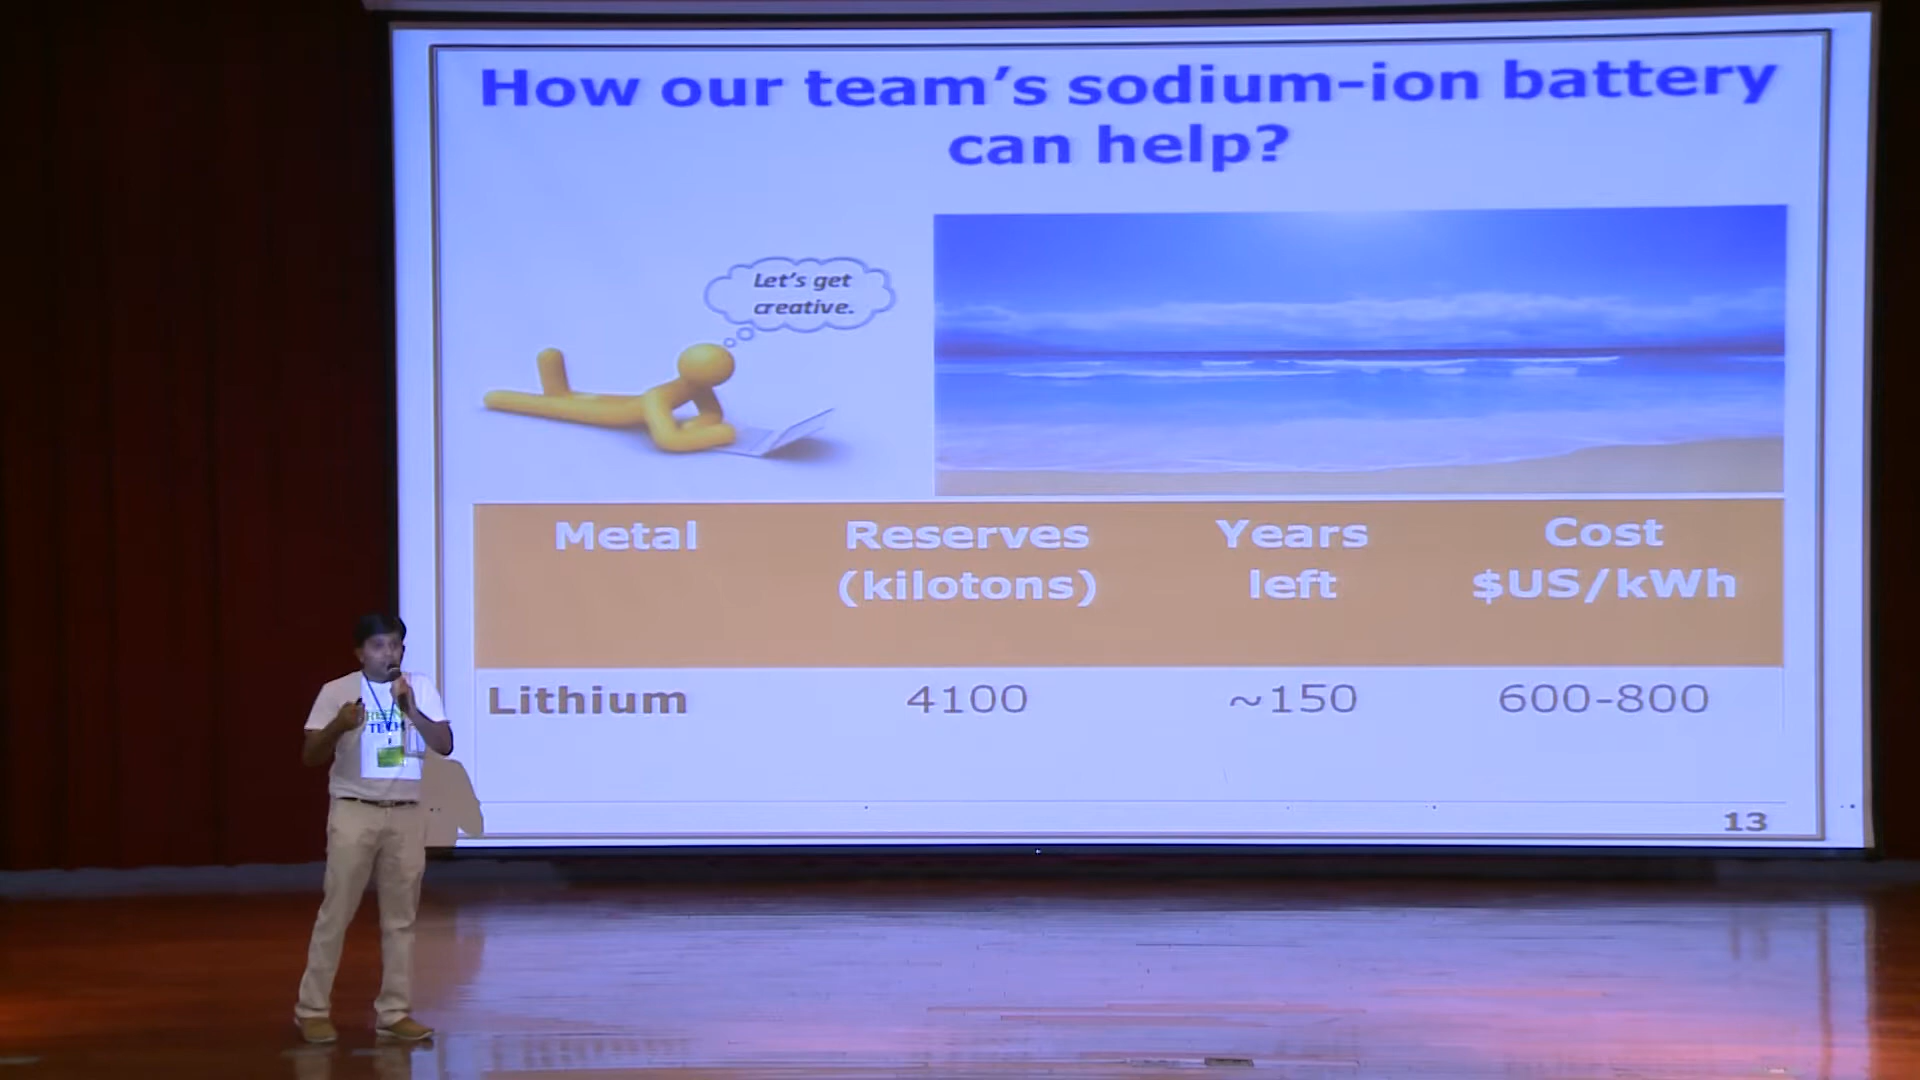 How our team's sodium-ion battery
can help?
Let's get
creative.
Metal
Reserves
(kilotons)
Years
left
Cost
$US/kWh
Lithium
4100
~150
600-800
TECH
13